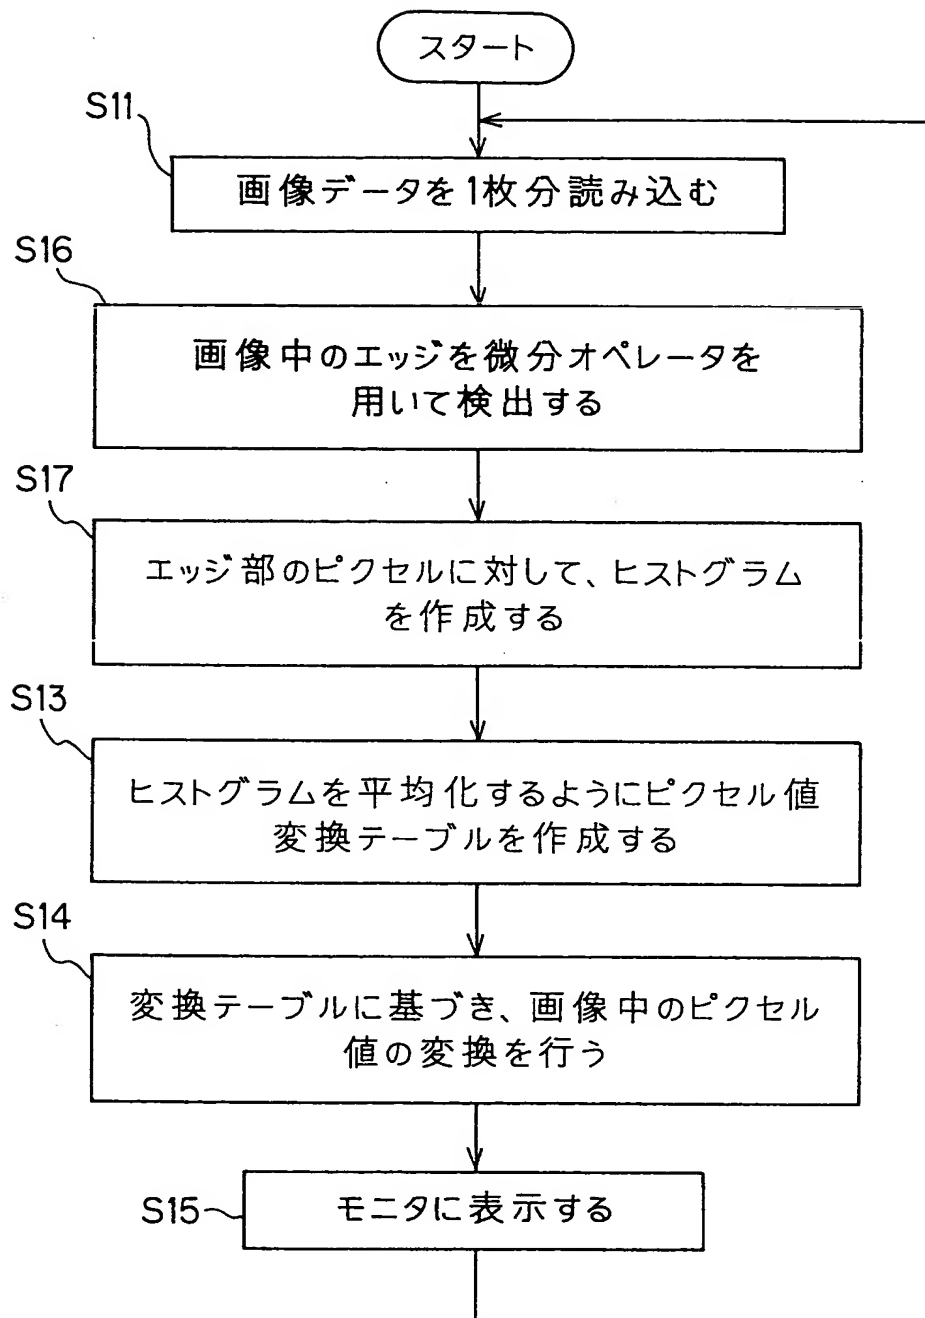 スタート
S11
画像データを1枚分読み込む
S16
画像中のエッジを微分オペレータを
用いて検出する
S17
エッジ部のピクセルに対して、ヒストグラム
を作成する
S13
ヒストグラムを平均化するようにピクセル値
変換テーブルを作成する
S14
変換テーブルに基づき、画像中のピクセル
値の変換を行う
S15
モニタに表示する